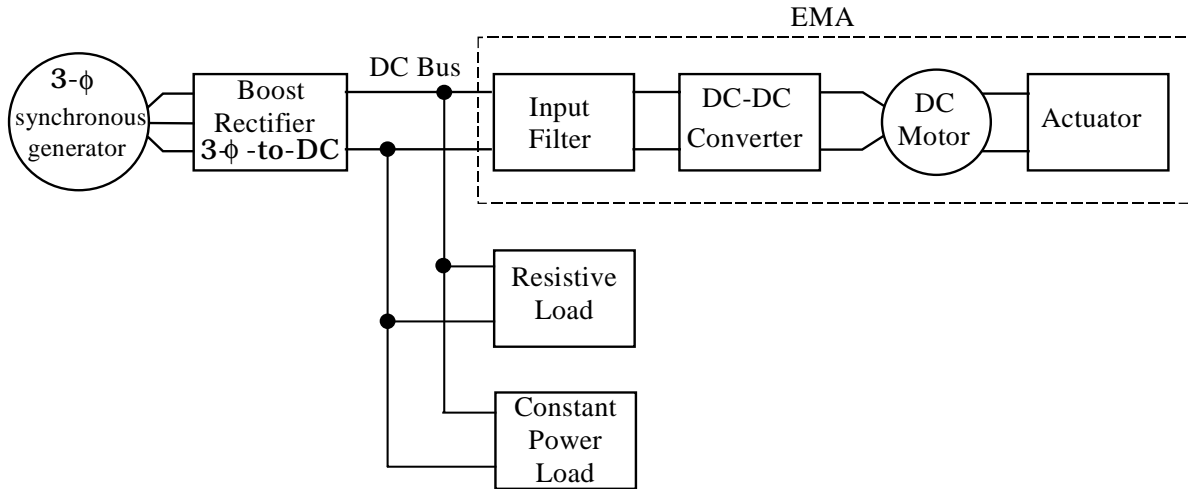 EMA
3-ϕ
synchronous
generator
Boost
Rectifier
3-ϕ -to-DC
DC Bus
Input
Filter
DC-DC
Converter
DC
Motor
Actuator
Resistive
Load
Constant
Power
Load